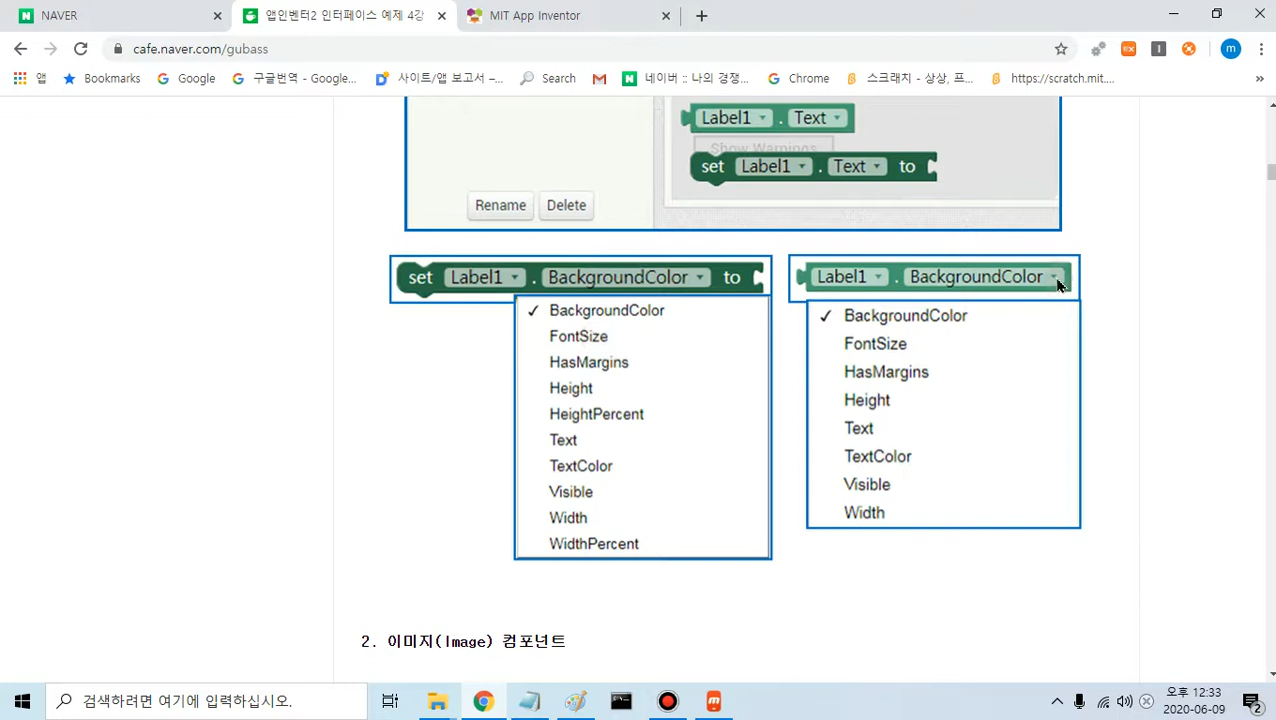 NAVER
앱인벤터2 인터페이스 예제 4강
MIT App Inventor
cafe.naver.com/gubass
m
앱
Bookmarks
Google
구글번역 - Google...
사이트/앱 보고서 –...
Search
네이버 :: 나의 경쟁...
Chrome
스크래치 - 상상, 프...
https://scratch.mit....
»
Label1 . Text
Show Warnings
set Label1 . Text to
Rename Delete
set Label1 . BackgroundColor to
✓ BackgroundColor
FontSize
HasMargins
Height
HeightPercent
Text
TextColor
Visible
Width
WidthPercent
Label1 . BackgroundColor
✓ BackgroundColor
FontSize
HasMargins
Height
Text
TextColor
Visible
Width
2. 이미지(Image) 컴포넌트
검색하려면 여기에 입력하십시오.
오후 12:33
2020-06-09
2